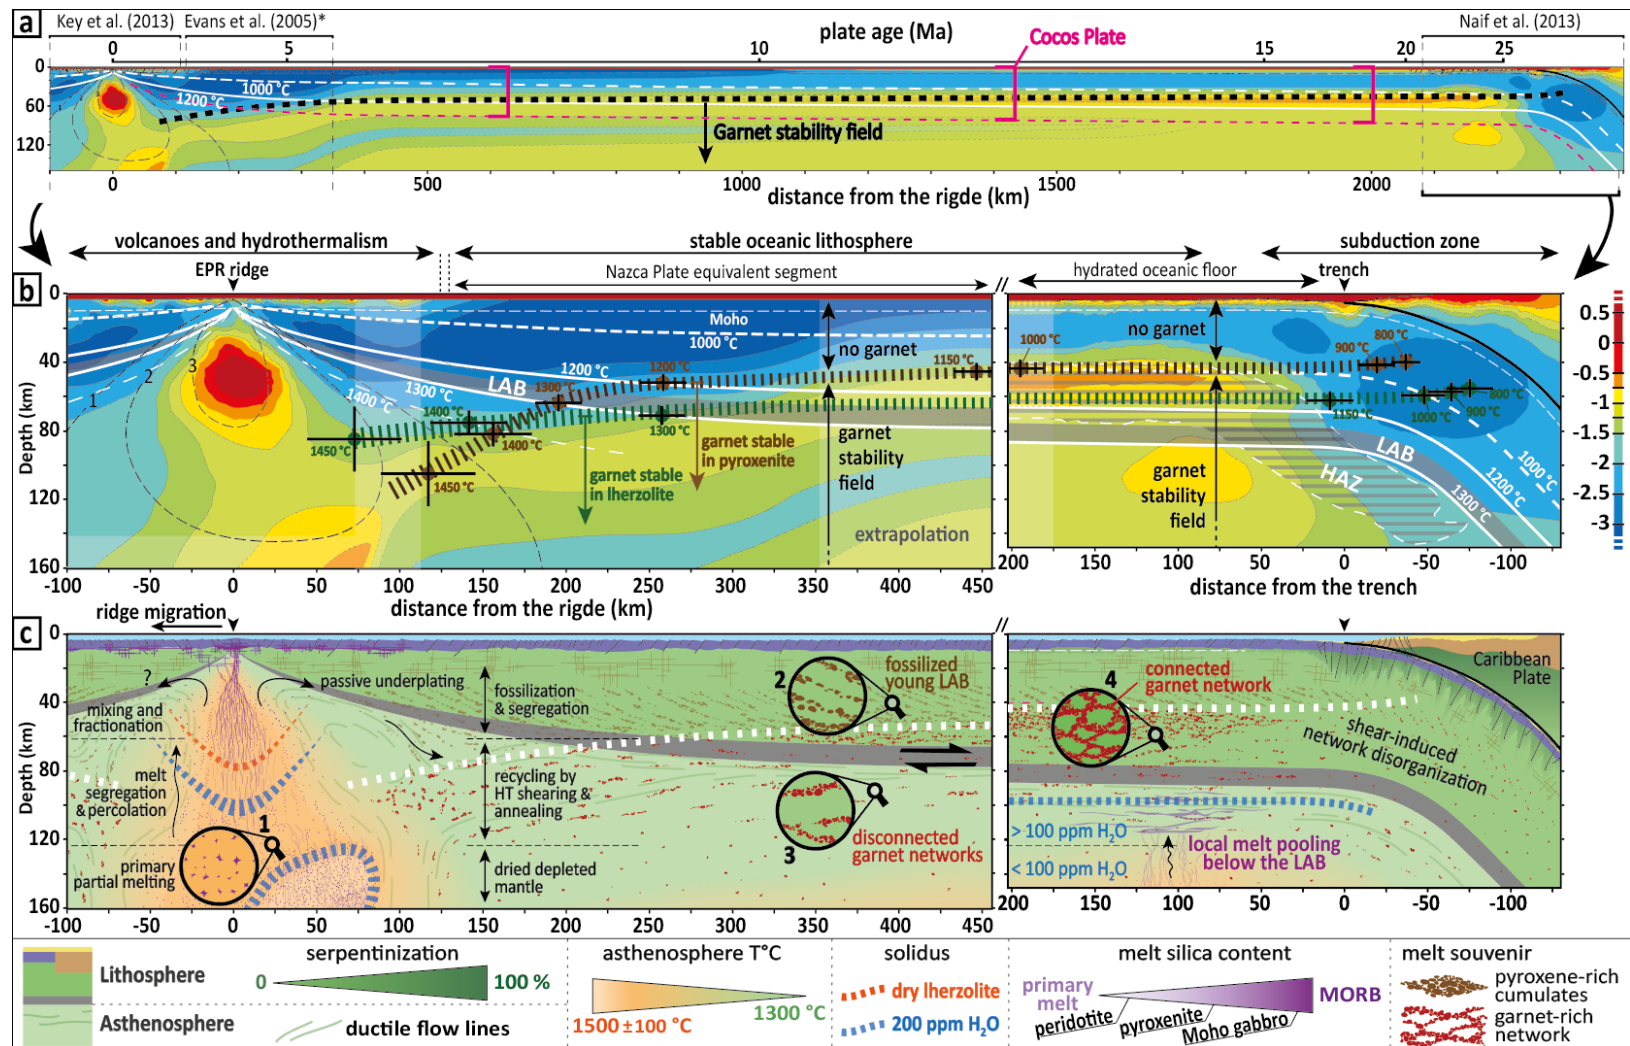 a
Key et al. (2013)
Evans et al. (2005)*
plate age (Ma)
Naif et al. (2013)
0
5
10
15
20
25
Cocos Plate
0
60
120
1000 °C
1200 °C
Garnet stability field
0
500
1000
1500
2000
distance from the rigde (km)
volcanoes and hydrothermalism
stable oceanic lithosphere
subduction zone
EPR ridge
Nazca Plate equivalent segment
hydrated oceanic floor
trench
b
Depth (km)
0
40
80
120
160
Moho
1000 °C
1200 °C
LAB
1300 °C
1400 °C
1
2
3
1450 °C
1400 °C
1300 °C
1200 °C
1150 °C
1400 °C
1450 °C
1300 °C
no garnet
garnet
stability
field
garnet stable
in pyroxenite
garnet stable
in lherzolite
extrapolation
-100
-50
0
50
100
150
200
250
300
350
400
450
distance from the rigde (km)
1000 °C
no garnet
900 °C
800 °C
1150 °C
1000 °C
900 °C
800 °C
garnet
stability
field
LAB
HAZ
1000 °C
1200 °C
1300 °C
200
150
100
50
0
-50
-100
distance from the trench
0.5
0
-0.5
-1
-1.5
-2
-2.5
-3
c
ridge migration
Depth (km)
0
40
80
120
160
?
passive underplating
mixing and
fractionation
melt
segregation
& percolation
1
primary
partial melting
fossilization
& segregation
recycling by
HT shearing &
annealing
dried depleted
mantle
2
fossilized
young LAB
3
disconnected
garnet networks
-100
-50
0
50
100
150
200
250
300
350
400
450
4
connected
garnet network
Caribbean
Plate
shear-induced
network disorganization
> 100 ppm H₂O
< 100 ppm H₂O
local melt pooling
below the LAB
200
150
100
50
0
-50
-100
Lithosphere
Asthenosphere
serpentinization
0
100 %
ductile flow lines
asthenosphere T°C
1500 ±100 °C
1300 °C
solidus
dry lherzolite
200 ppm H₂O
melt silica content
primary
melt
MORB
peridotite
pyroxenite
Moho gabbro
melt souvenir
pyroxene-rich
cumulates
garnet-rich
network